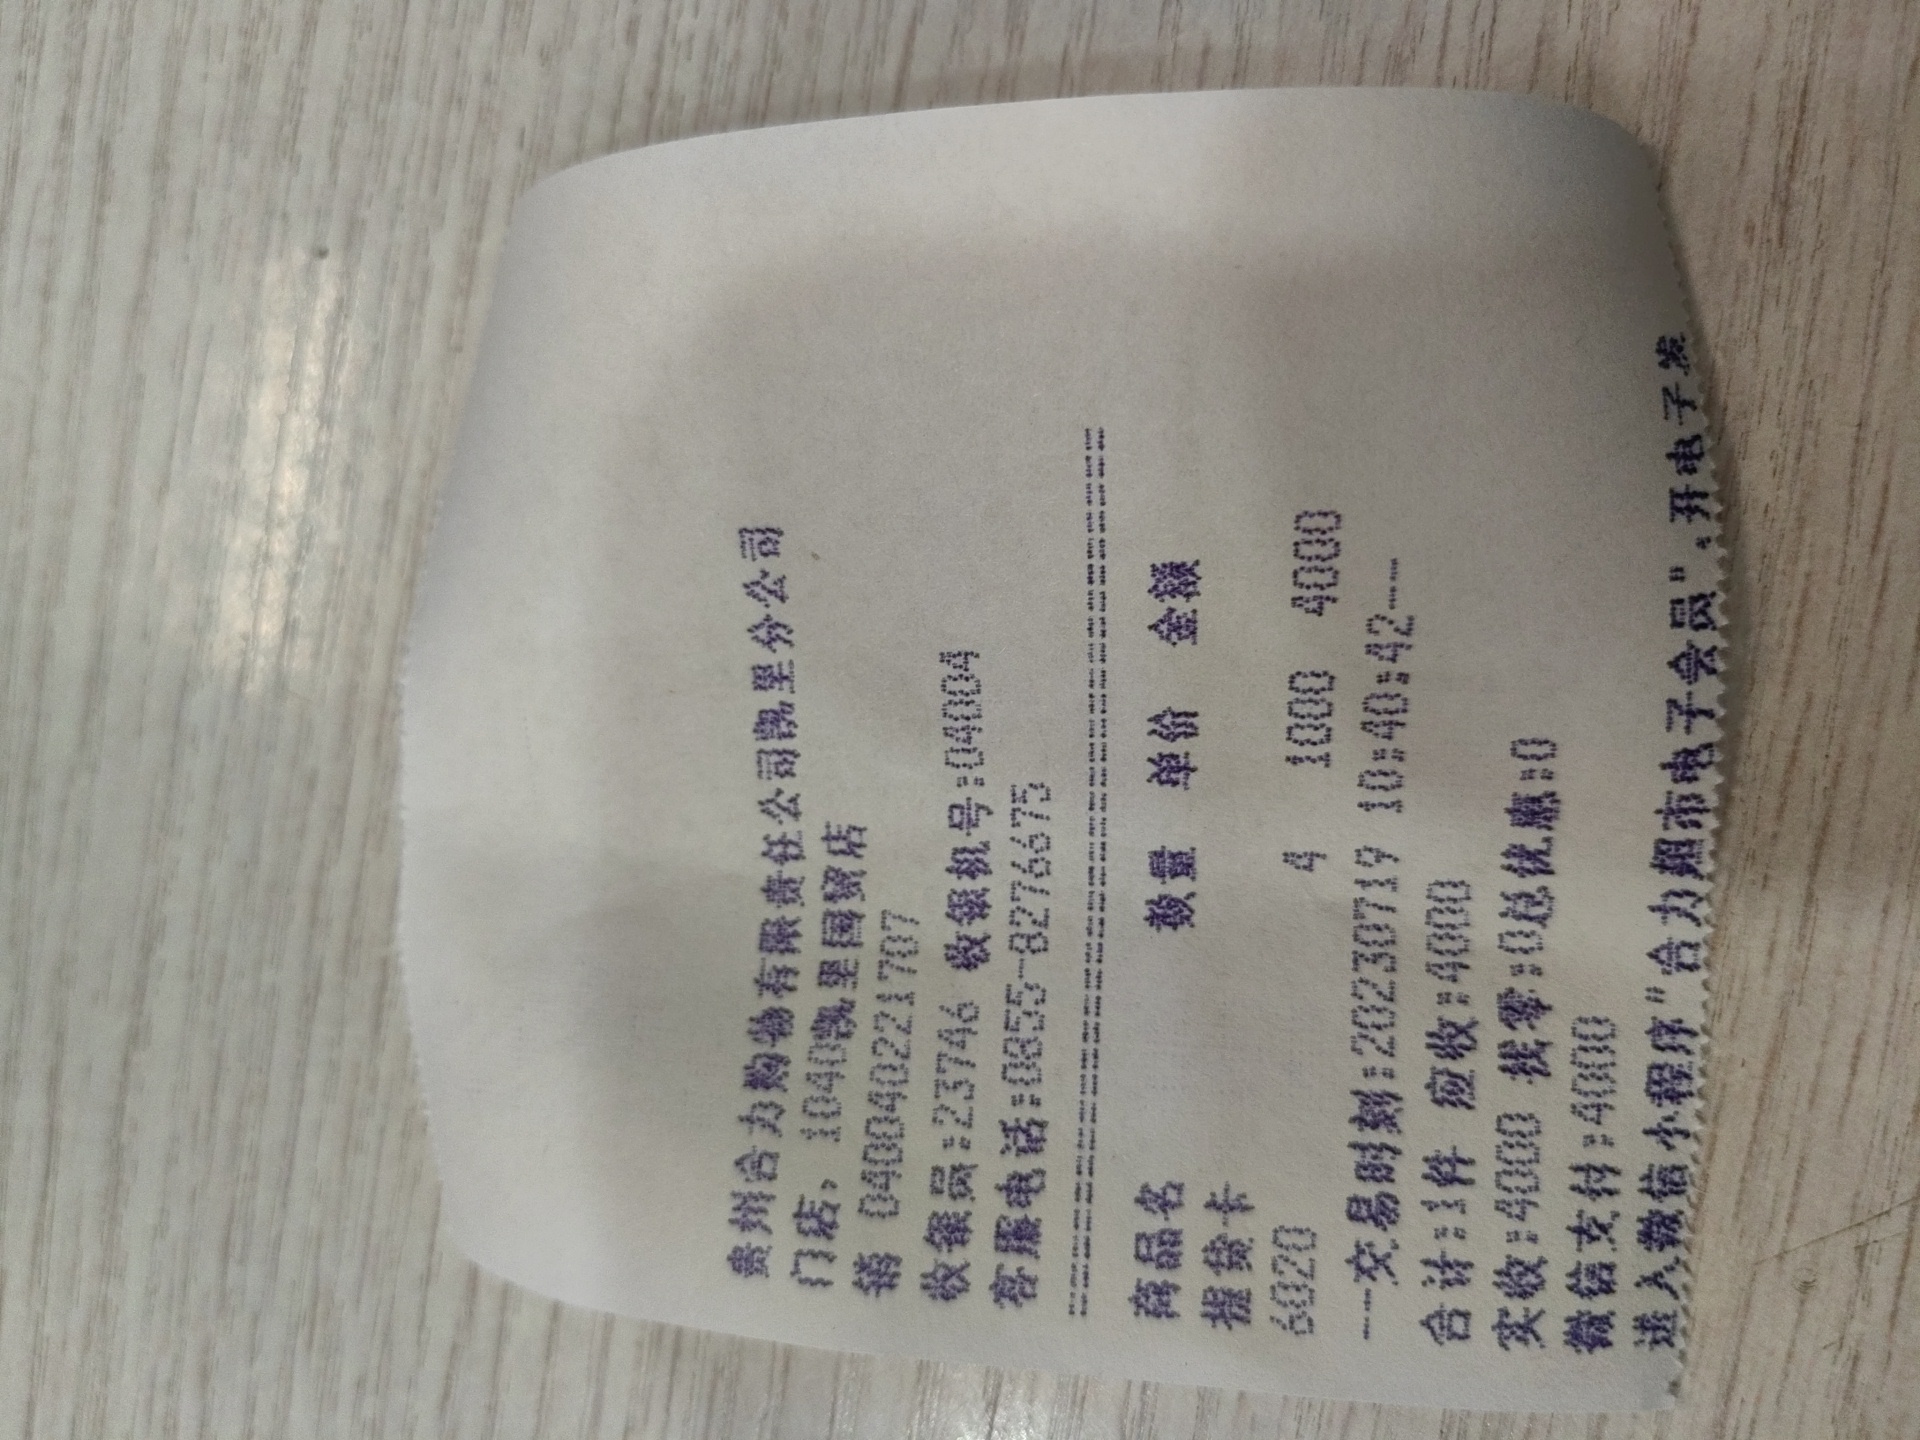 贵州合力购物有限责任公司凯里分公司
门店, 1040凯里国贸店
销 040040221707
收银员:23746 收银机号:04004
客服电话:0855-8276675
商品名 数量 单价 金额
提货卡
6020 4 1000 4000
--交易时刻:20230719 10:40:42---
合计:1件 应收:4000
实收:4000 找零:0总优惠:0
微信支付:4000
进入微信小程序"合力超市电子会员".开电子发